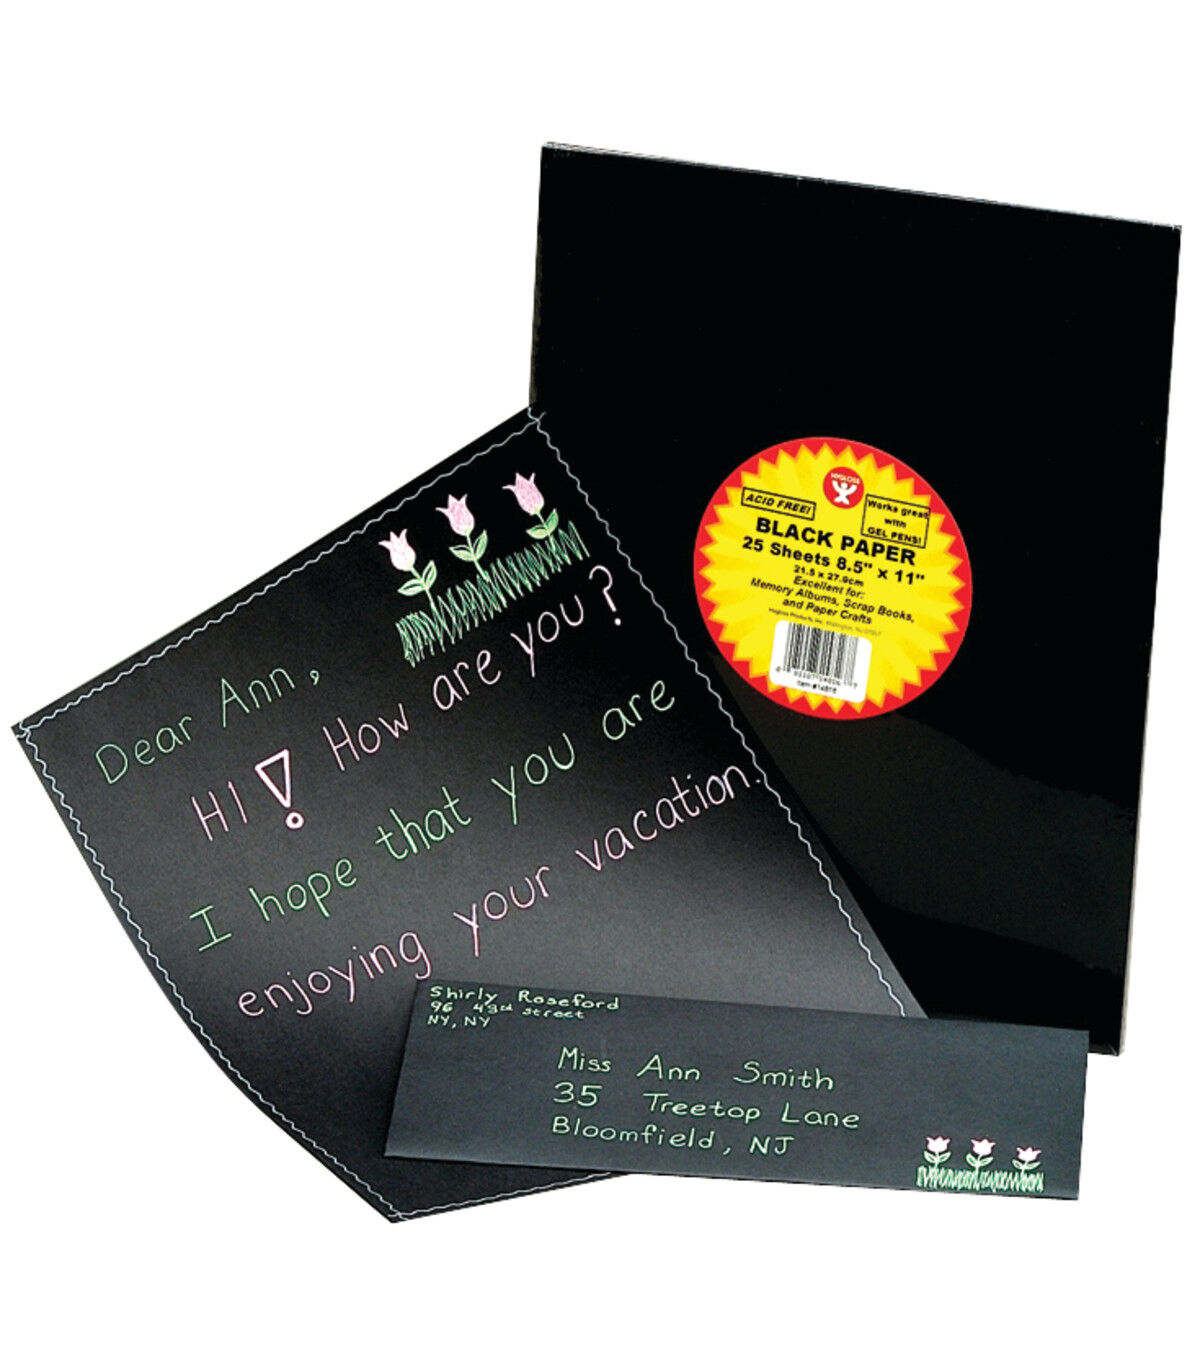 HYGLOSS
ACID FREE!
Works great
with
GEL PENS!
BLACK PAPER
25 Sheets 8.5" x 11"
21.5 x 27.9cm
Excellent for:
Memory Albums, Scrap Books,
and Paper Crafts
Dear Ann,
HI! How are you?
I hope that you are
enjoying your vacation.
Shirly Roseford
96 43rd street
NY, NY
Miss Ann Smith
35 Treetop Lane
Bloomfield, NJ